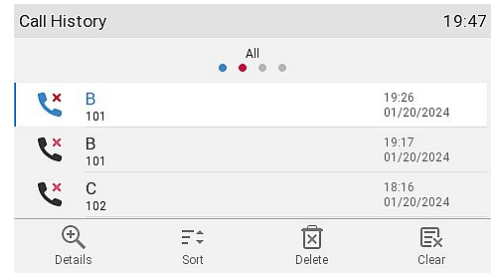 Call History 19:47
All
B 19:26
101 01/20/2024
B 19:17
101 01/20/2024
C 18:16
102 01/20/2024
Details Sort Delete Clear